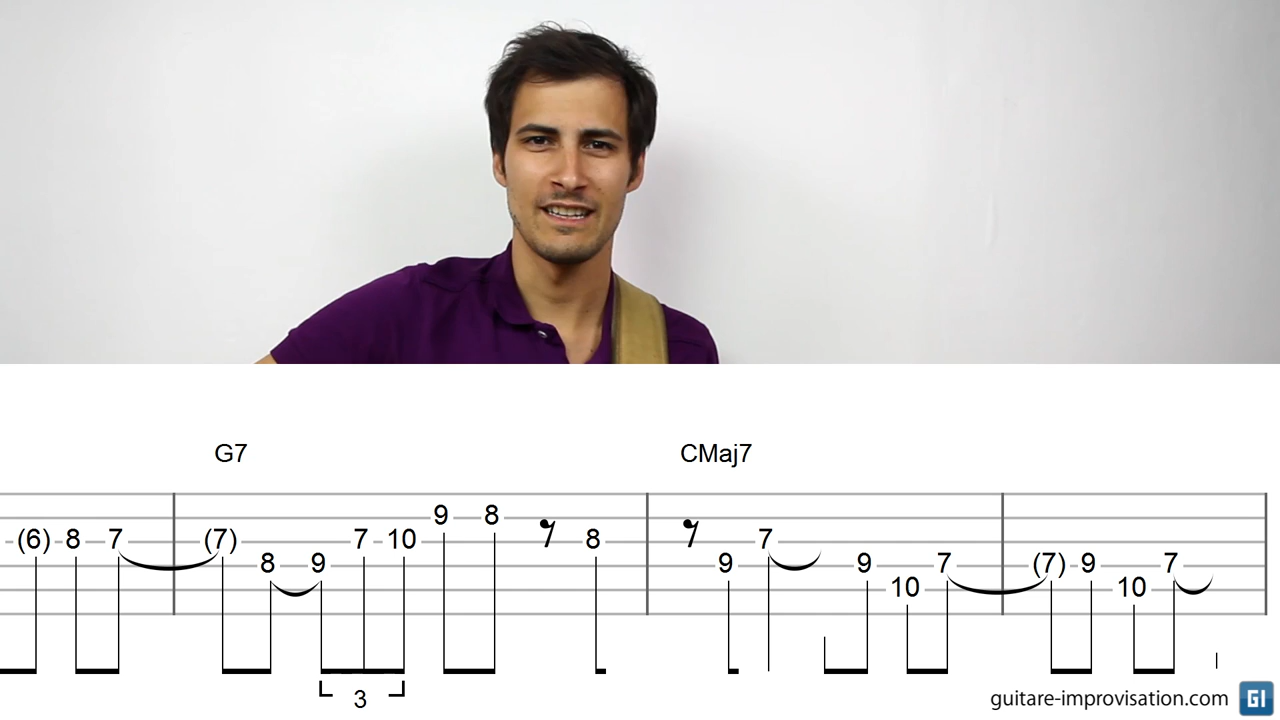 G7 CMaj7
9 8
(6) 8 7 (7) 7 10 8 7
8 9 9 9 7 (7) 9 7
10 10
3
guitare-improvisation.com GI